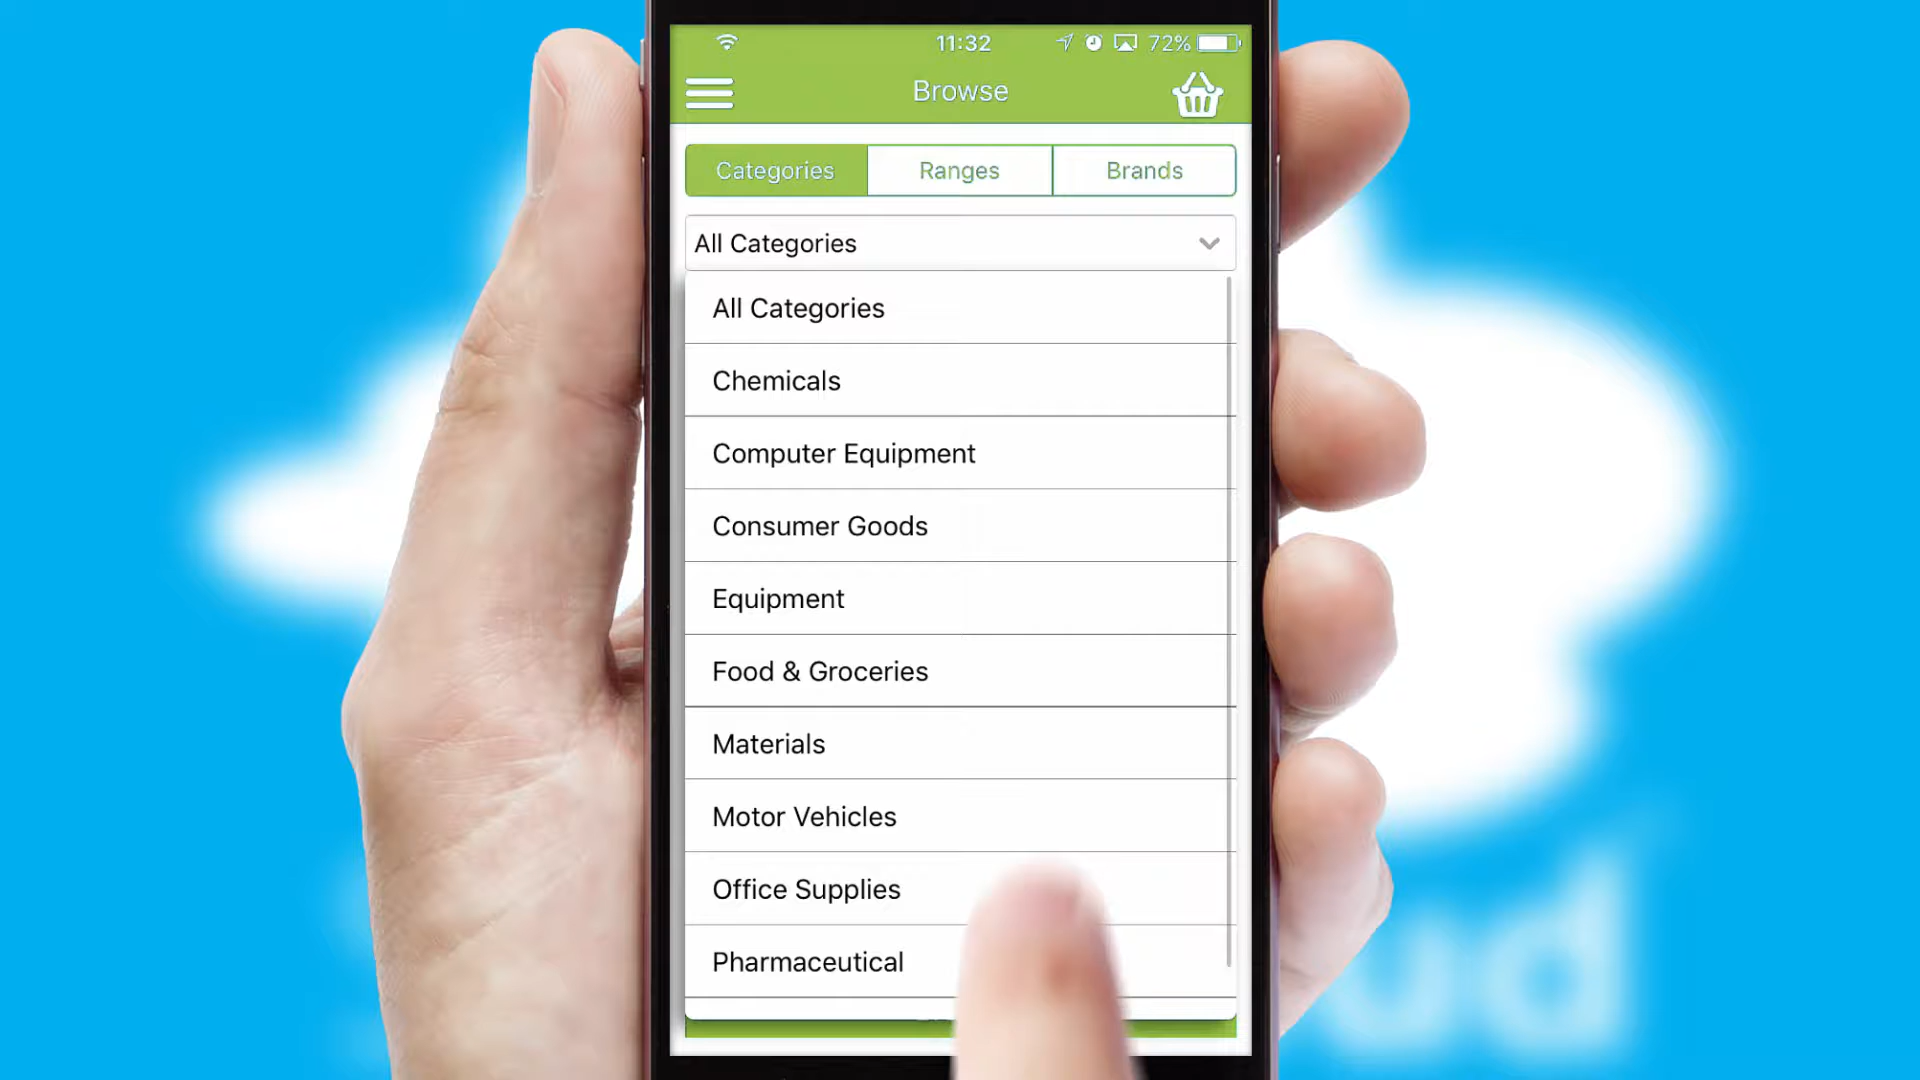 11:32
72%
Browse
Categories
Ranges
Brands
All Categories
All Categories
Chemicals
Computer Equipment
Consumer Goods
Equipment
Food & Groceries
Materials
Motor Vehicles
Office Supplies
Pharmaceutical
ud